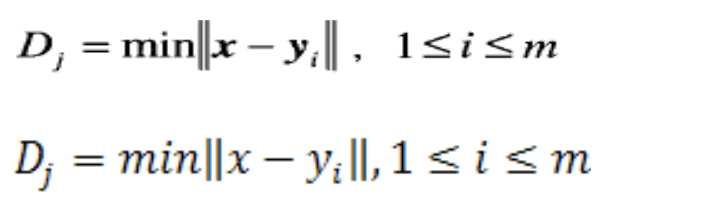 D_j = min‖x − y_i‖ , 1 ≤ i ≤ m
D_j = min‖x − y_i‖, 1 ≤ i ≤ m